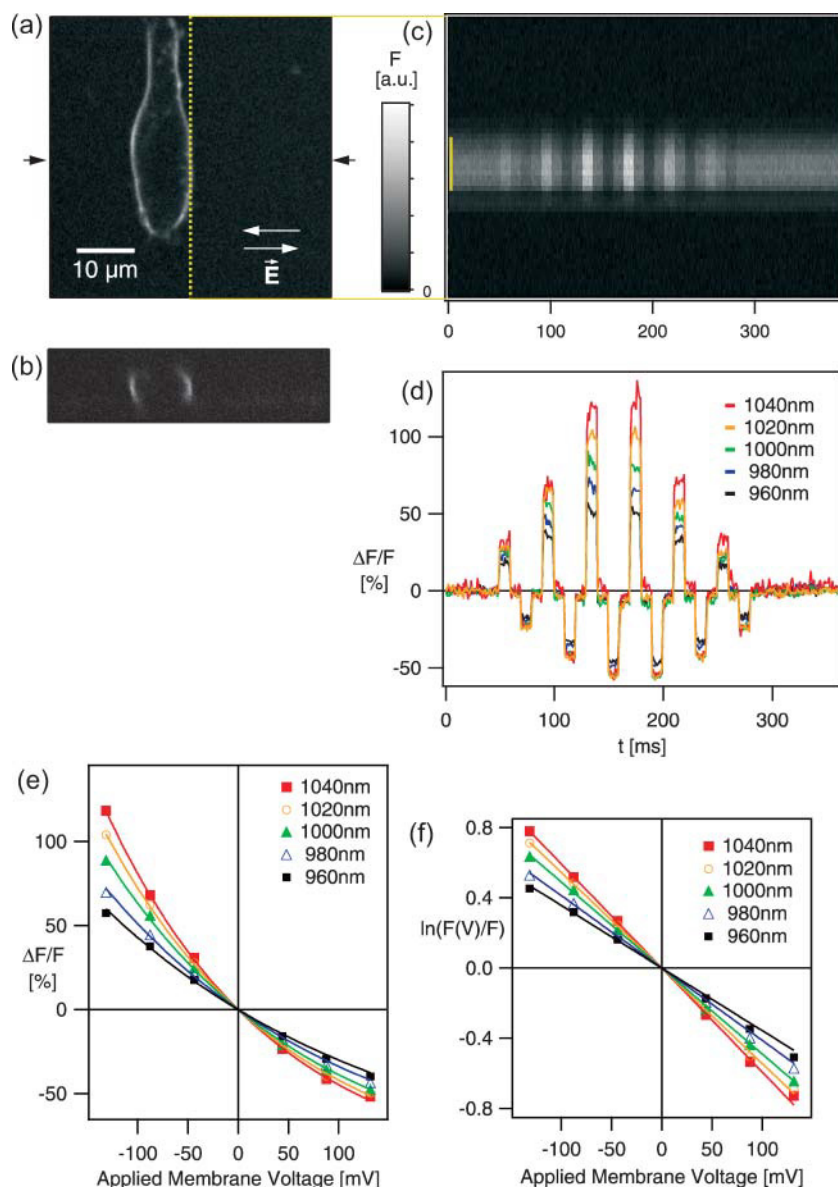 (a)
10 µm
E
F
[a.u.]
0
(c)
0
100
200
300
(b)
(d)
1040nm
1020nm
1000nm
980nm
960nm
100
50
0
-50
ΔF/F
[%]
0
100
200
300
t [ms]
(e)
1040nm
1020nm
1000nm
980nm
960nm
100
50
0
-50
ΔF/F
[%]
-100
-50
0
50
100
Applied Membrane Voltage [mV]
(f)
1040nm
1020nm
1000nm
980nm
960nm
0.8
0.4
0.0
-0.4
-0.8
ln(F(V)/F)
-100
-50
0
50
100
Applied Membrane Voltage [mV]